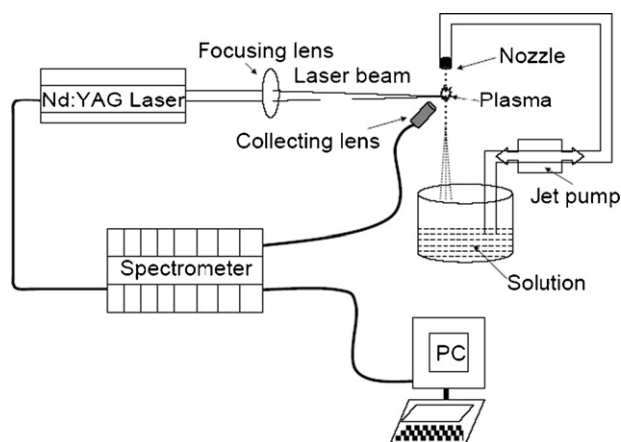 Focusing lens
Laser beam
Nozzle
Nd:YAG Laser
Plasma
Collecting lens
Jet pump
Spectrometer
Solution
PC